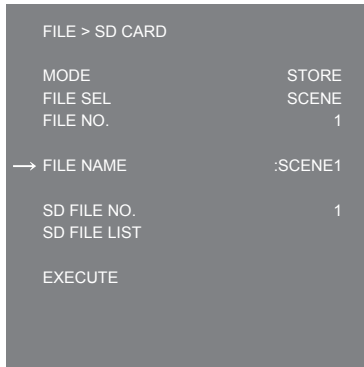 FILE > SD CARD
MODE STORE
FILE SEL SCENE
FILE NO. 1
→ FILE NAME :SCENE1
SD FILE NO. 1
SD FILE LIST
EXECUTE